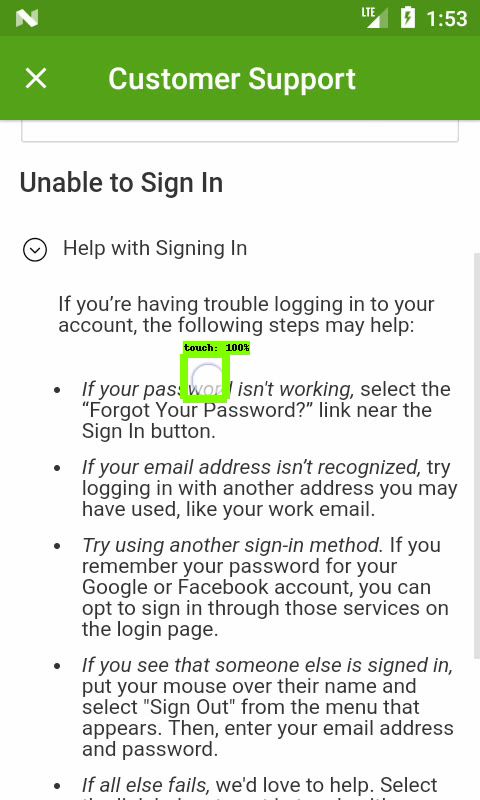 LTE 1:53
Customer Support
Unable to Sign In
Help with Signing In
If you’re having trouble logging in to your
account, the following steps may help:
touch: 100%
• If your password isn't working, select the
“Forgot Your Password?” link near the
Sign In button.
• If your email address isn’t recognized, try
logging in with another address you may
have used, like your work email.
• Try using another sign-in method. If you
remember your password for your
Google or Facebook account, you can
opt to sign in through those services on
the login page.
• If you see that someone else is signed in,
put your mouse over their name and
select "Sign Out" from the menu that
appears. Then, enter your email address
and password.
• If all else fails, we'd love to help. Select